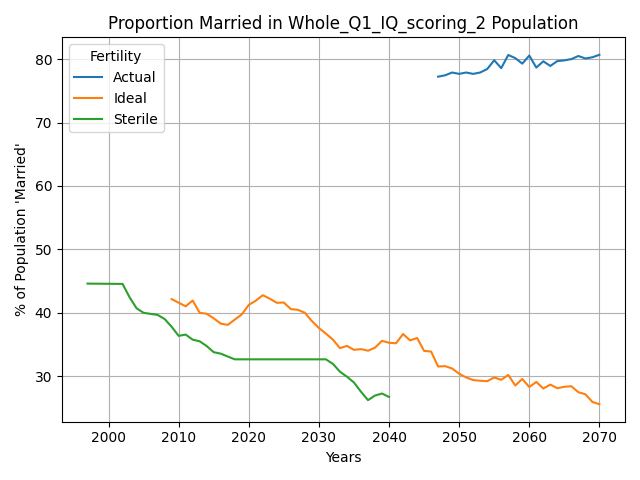 Proportion Married in Whole_Q1_IQ_scoring_2 Population
Fertility
Actual
Ideal
Sterile
% of Population 'Married'
80
70
60
50
40
30
2000
2010
2020
2030
2040
2050
2060
2070
Years